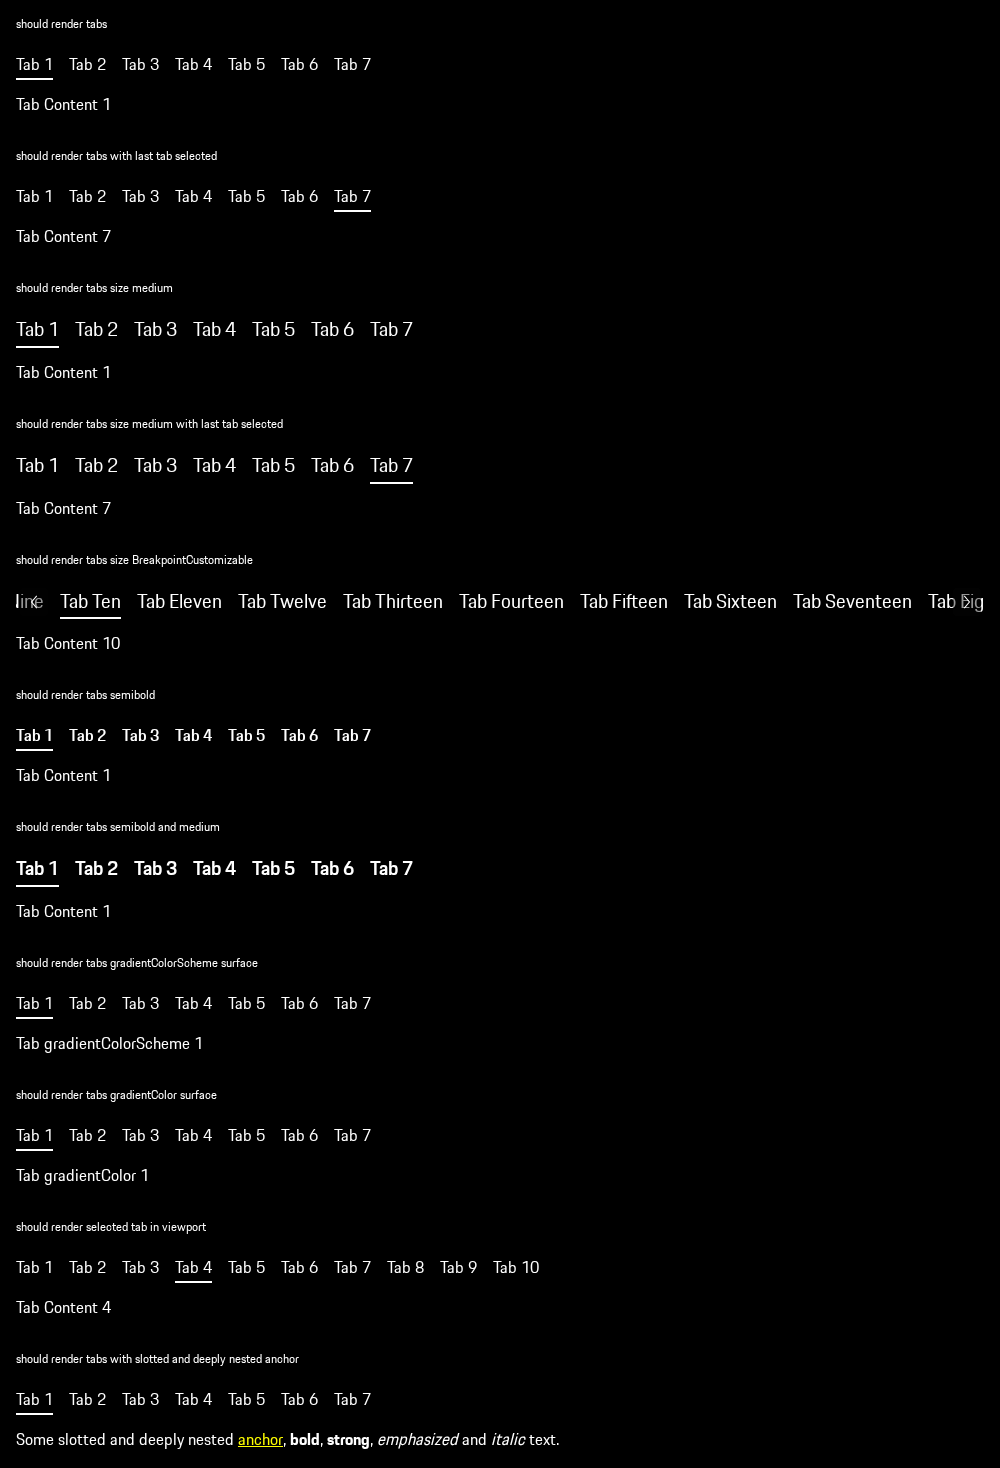 should render tabs
Tab 1 Tab 2 Tab 3 Tab 4 Tab 5 Tab 6 Tab 7
Tab Content 1
should render tabs with last tab selected
Tab 1 Tab 2 Tab 3 Tab 4 Tab 5 Tab 6 Tab 7
Tab Content 7
should render tabs size medium
Tab 1 Tab 2 Tab 3 Tab 4 Tab 5 Tab 6 Tab 7
Tab Content 1
should render tabs size medium with last tab selected
Tab 1 Tab 2 Tab 3 Tab 4 Tab 5 Tab 6 Tab 7
Tab Content 7
should render tabs size BreakpointCustomizable
Tab Ten Tab Eleven Tab Twelve Tab Thirteen Tab Fourteen Tab Fifteen Tab Sixteen Tab Seventeen Tab
Tab Content 10
should render tabs semibold
Tab 1 Tab 2 Tab 3 Tab 4 Tab 5 Tab 6 Tab 7
Tab Content 1
should render tabs semibold and medium
Tab 1 Tab 2 Tab 3 Tab 4 Tab 5 Tab 6 Tab 7
Tab Content 1
should render tabs gradientColorScheme surface
Tab 1 Tab 2 Tab 3 Tab 4 Tab 5 Tab 6 Tab 7
Tab gradientColorScheme 1
should render tabs gradientColor surface
Tab 1 Tab 2 Tab 3 Tab 4 Tab 5 Tab 6 Tab 7
Tab gradientColor 1
should render selected tab in viewport
Tab 1 Tab 2 Tab 3 Tab 4 Tab 5 Tab 6 Tab 7 Tab 8 Tab 9 Tab 10
Tab Content 4
should render tabs with slotted and deeply nested anchor
Tab 1 Tab 2 Tab 3 Tab 4 Tab 5 Tab 6 Tab 7
Some slotted and deeply nested anchor, bold, strong, emphasized and italic text.